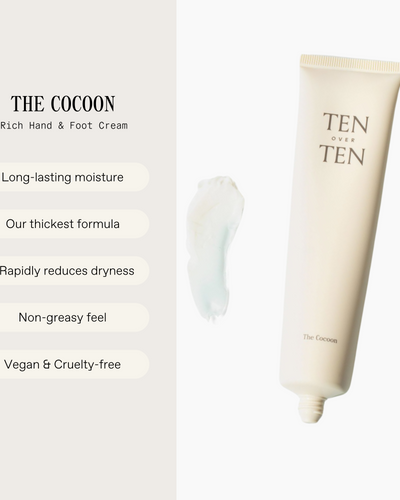 THE COCOON
Rich Hand & Foot Cream
Long-lasting moisture
Our thickest formula
Rapidly reduces dryness
Non-greasy feel
Vegan & Cruelty-free
TEN
OVER
TEN
The Cocoon